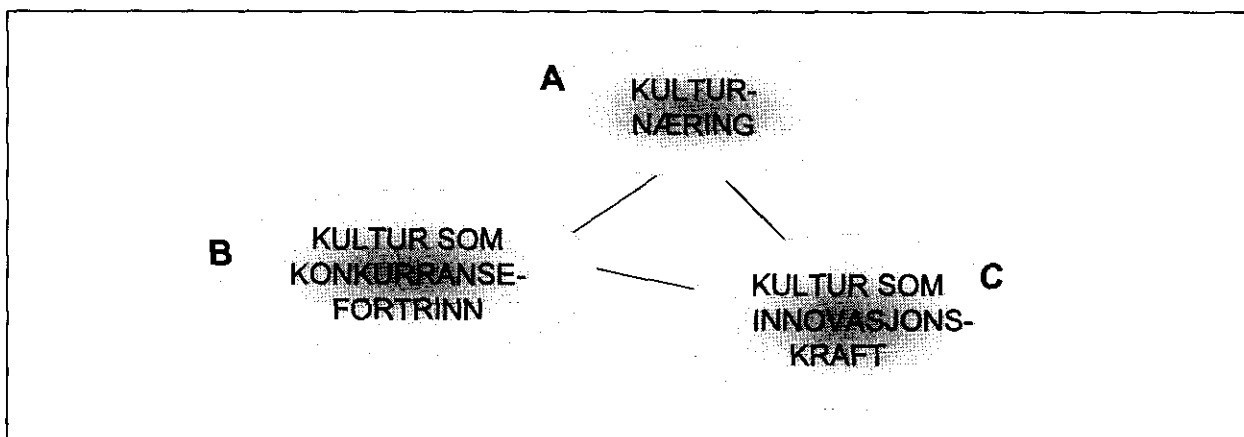 A
KULTUR-
NÆRING
B
KULTUR SOM
KONKURRANSE-
FORTRINN
KULTUR SOM
INNOVASJONS-
KRAFT
C